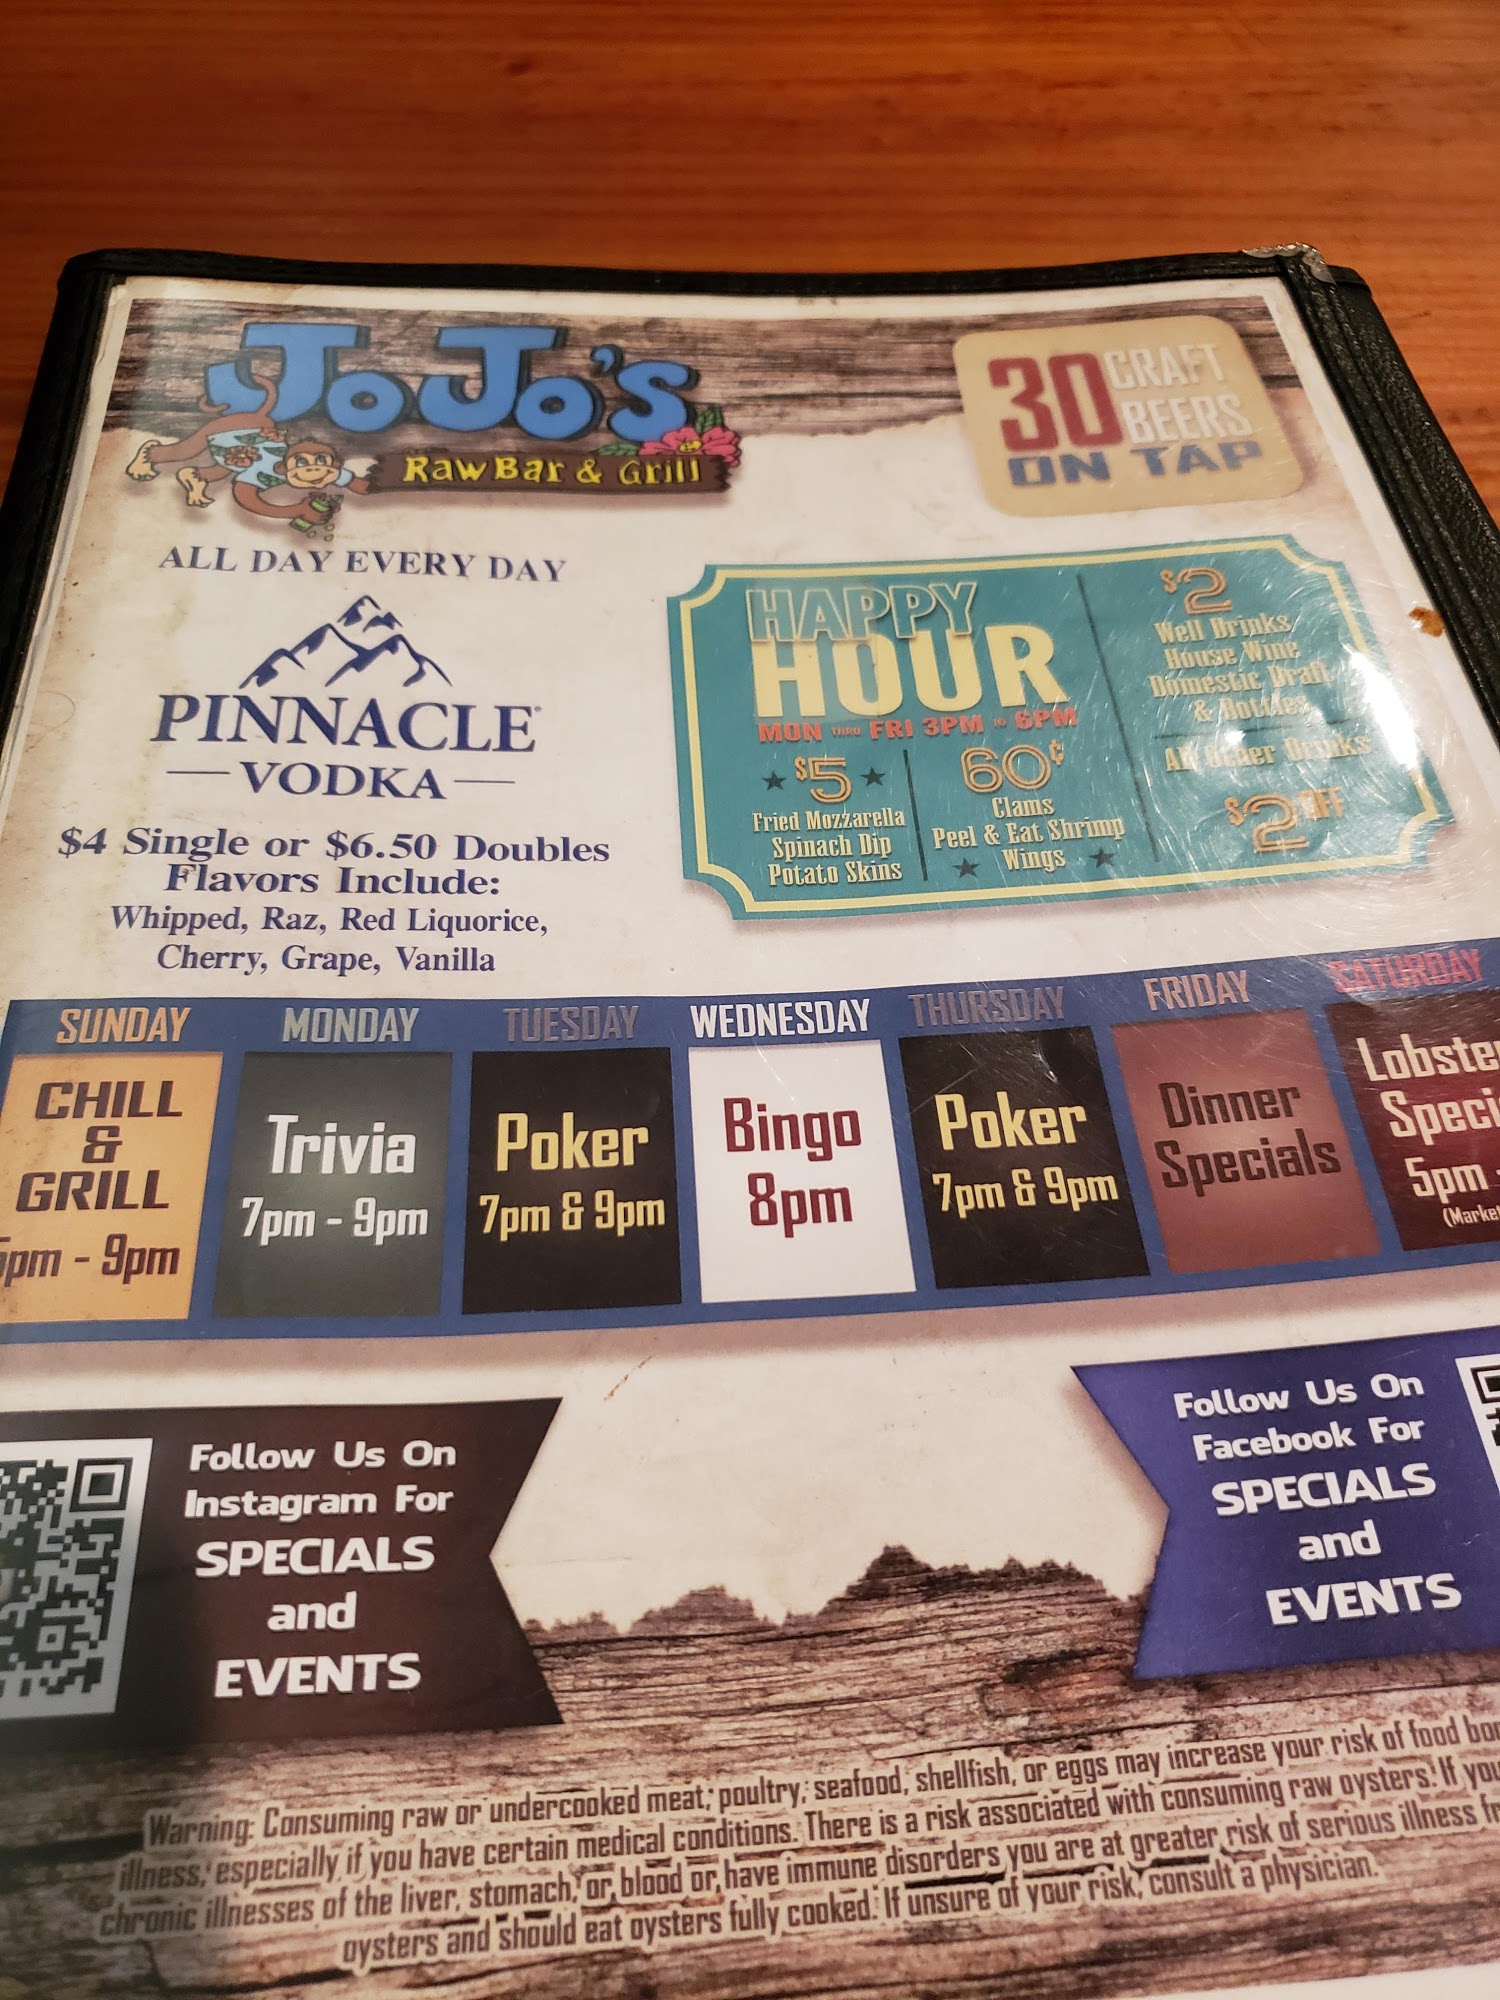 JoJo's
Raw Bar & Grill
30 CRAFT
BEERS
ON TAP
ALL DAY EVERY DAY
PINNACLE®
VODKA
$4 Single or $6.50 Doubles
Flavors Include:
Whipped, Raz, Red Liquorice,
Cherry, Grape, Vanilla
HAPPY
HOUR
MON THRU FRI 3PM TO 6PM
$5
Fried Mozzarella
Spinach Dip
Potato Skins
60¢
Clams
Peel & Eat Shrimp
Wings
$2
Well Drinks
House Wine
Domestic Draft
& Bottles
All Other Drinks
$2 OFF
SUNDAY
CHILL
&
GRILL
pm - 9pm
MONDAY
Trivia
7pm - 9pm
TUESDAY
Poker
7pm & 9pm
WEDNESDAY
Bingo
8pm
THURSDAY
Poker
7pm & 9pm
FRIDAY
Dinner
Specials
SATURDAY
Lobste
Speci
5pm -
(Market
Follow Us On
Instagram For
SPECIALS
and
EVENTS
Follow Us On
Facebook For
SPECIALS
and
EVENTS
Warning: Consuming raw or undercooked meat, poultry, seafood, shellfish, or eggs may increase your risk of food bor
illness, especially if you have certain medical conditions. There is a risk associated with consuming raw oysters. If you
chronic illnesses of the liver, stomach, or blood or have immune disorders you are at greater risk of serious illness fr
oysters and should eat oysters fully cooked. If unsure of your risk, consult a physician.